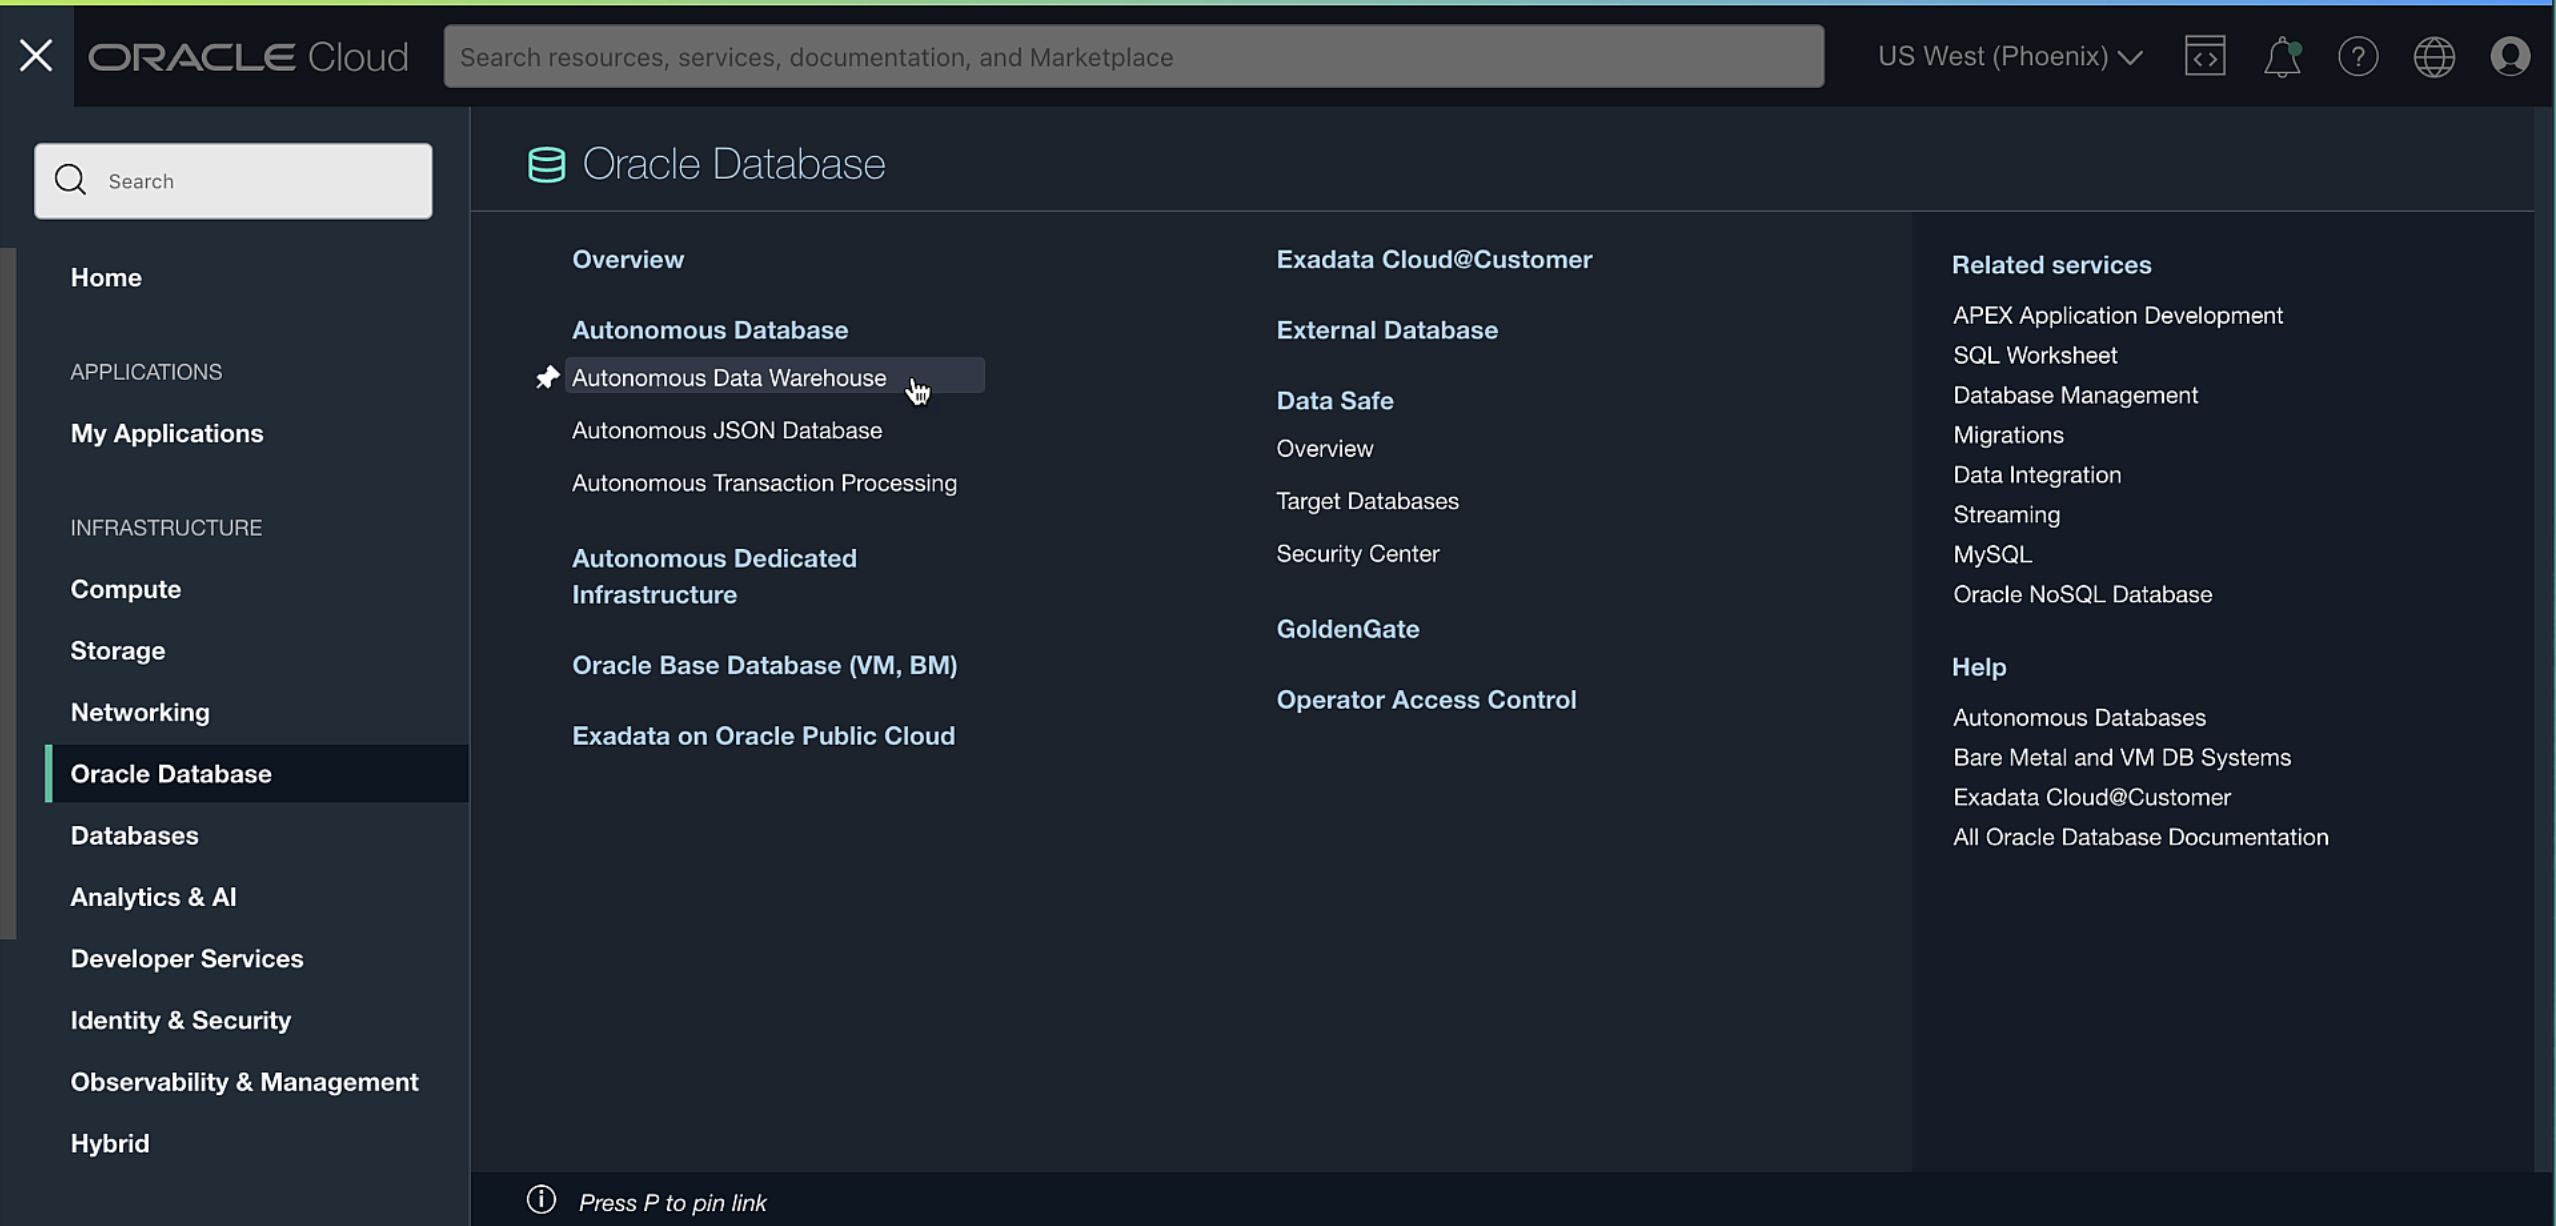 ORACLE Cloud
Search resources, services, documentation, and Marketplace
US West (Phoenix)
Search
Home
APPLICATIONS
My Applications
INFRASTRUCTURE
Compute
Storage
Networking
Oracle Database
Databases
Analytics & AI
Developer Services
Identity & Security
Observability & Management
Hybrid
Oracle Database
Overview
Autonomous Database
Autonomous Data Warehouse
Autonomous JSON Database
Autonomous Transaction Processing
Autonomous Dedicated
Infrastructure
Oracle Base Database (VM, BM)
Exadata on Oracle Public Cloud
Exadata Cloud@Customer
External Database
Data Safe
Overview
Target Databases
Security Center
GoldenGate
Operator Access Control
Related services
APEX Application Development
SQL Worksheet
Database Management
Migrations
Data Integration
Streaming
MySQL
Oracle NoSQL Database
Help
Autonomous Databases
Bare Metal and VM DB Systems
Exadata Cloud@Customer
All Oracle Database Documentation
Press P to pin link